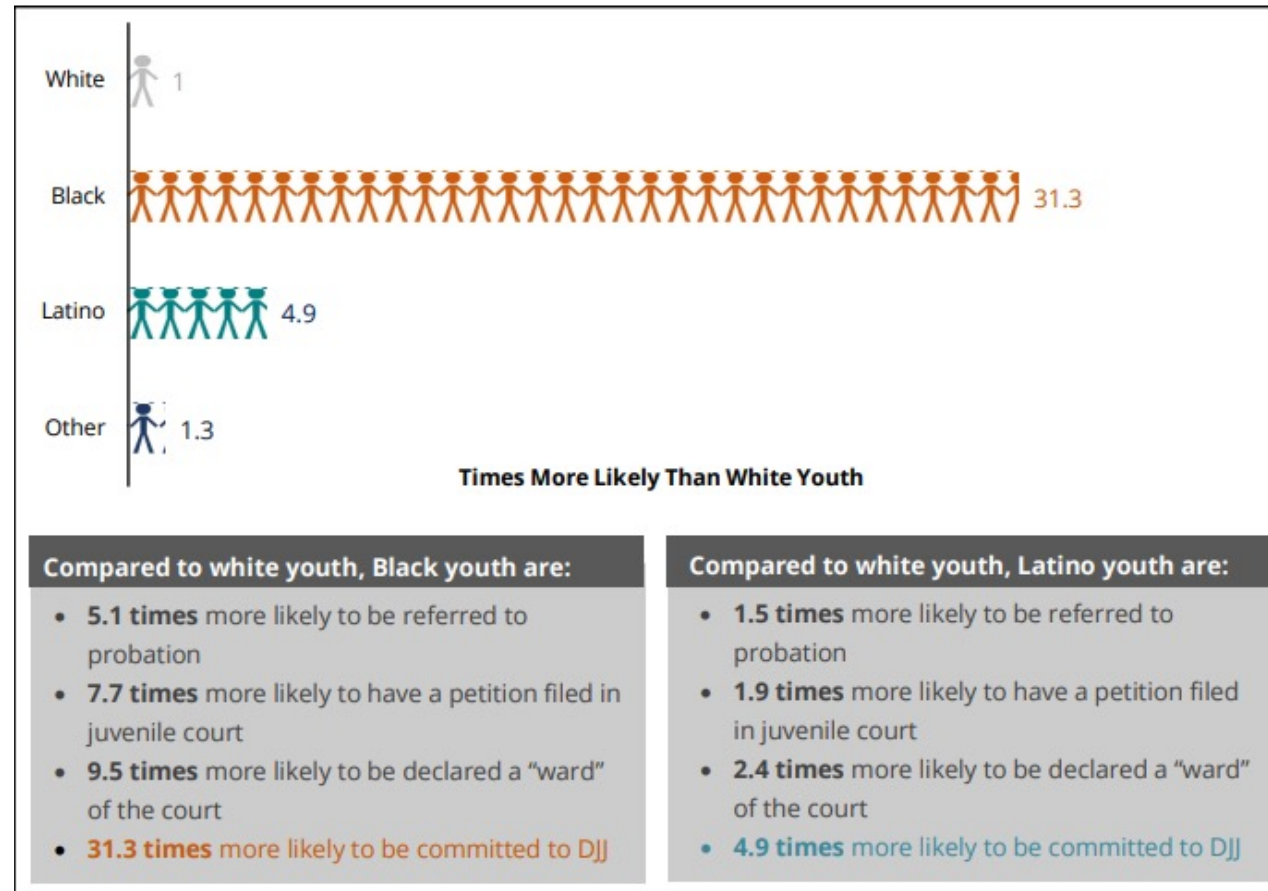 White 1
Black 31.3
Latino 4.9
Other 1.3
Times More Likely Than White Youth
Compared to white youth, Black youth are:
• 5.1 times more likely to be referred to
probation
• 7.7 times more likely to have a petition filed in
juvenile court
• 9.5 times more likely to be declared a “ward”
of the court
• 31.3 times more likely to be committed to DJJ
Compared to white youth, Latino youth are:
• 1.5 times more likely to be referred to
probation
• 1.9 times more likely to have a petition filed
in juvenile court
• 2.4 times more likely to be declared a “ward”
of the court
• 4.9 times more likely to be committed to DJJ